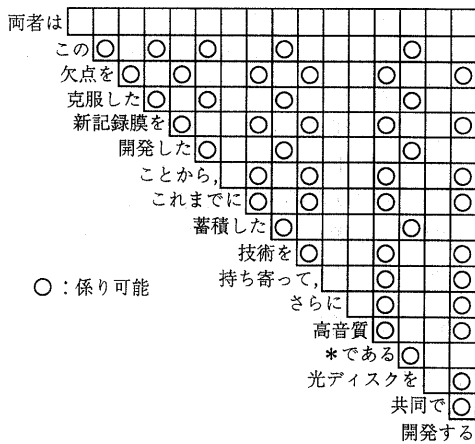 両者は
この
欠点を
克服した
新記録膜を
開発した
ことから,
これまでに
蓄積した
技術を
持ち寄って,
さらに
高音質
*である
光ディスクを
共同で
開発する
○:係り可能